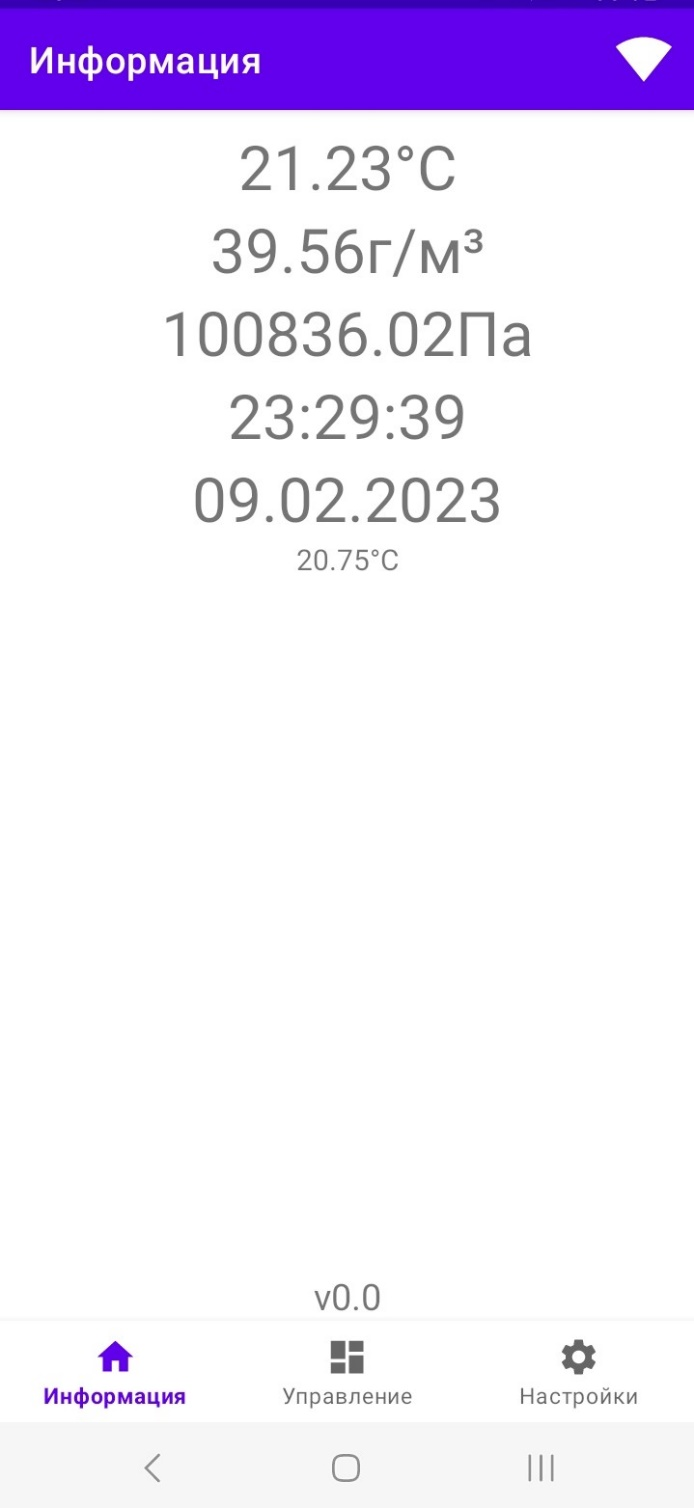 Информация
21.23°C
39.56г/м³
100836.02Па
23:29:39
09.02.2023
20.75°C
v0.0
Информация
Управление
Настройки